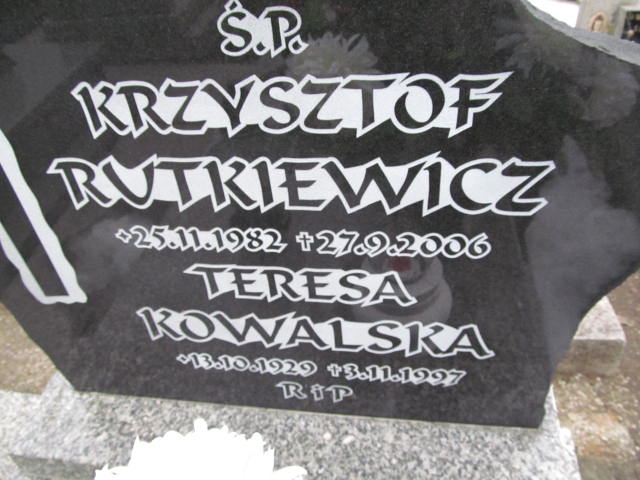 Ś.P.
KRZYSZTOF
RUTKIEWICZ
*25.11.1982 †27.9.2006
TERESA
KOWALSKA
*13.10.1929 †3.11.1997
R i P